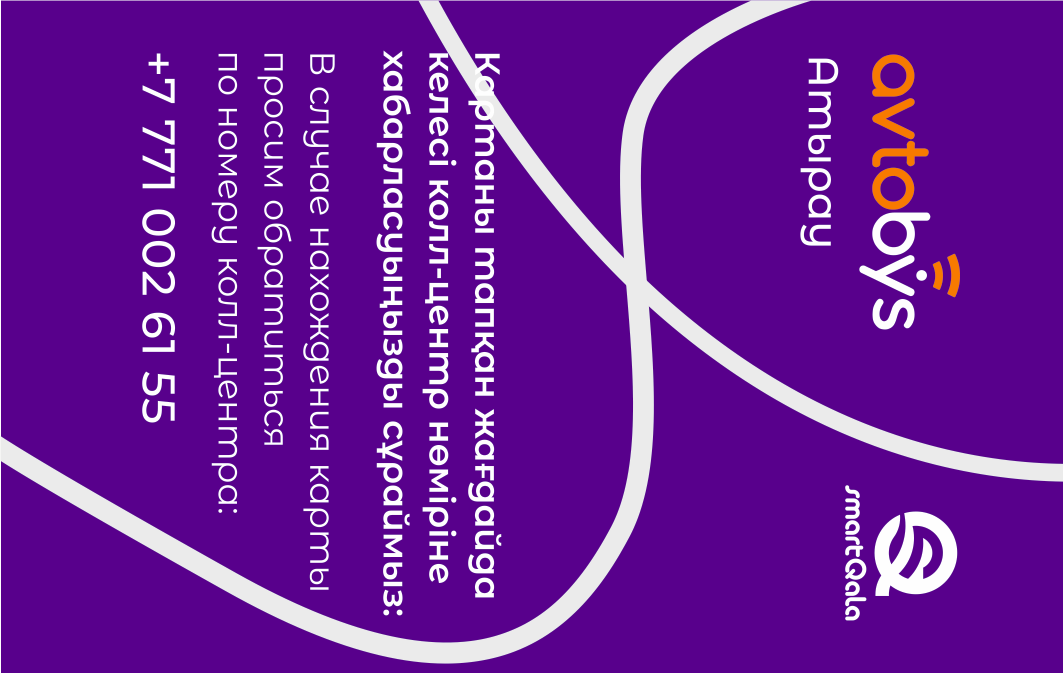 avtobys
Атырау
smartQala
Картаны тапқан жағдайда
келесі колл-центр нөміріне
хабарласуыңызды сұраймыз:
В случае нахождения карты
просим обратиться
по номеру колл-центра:
+7 771 002 61 55